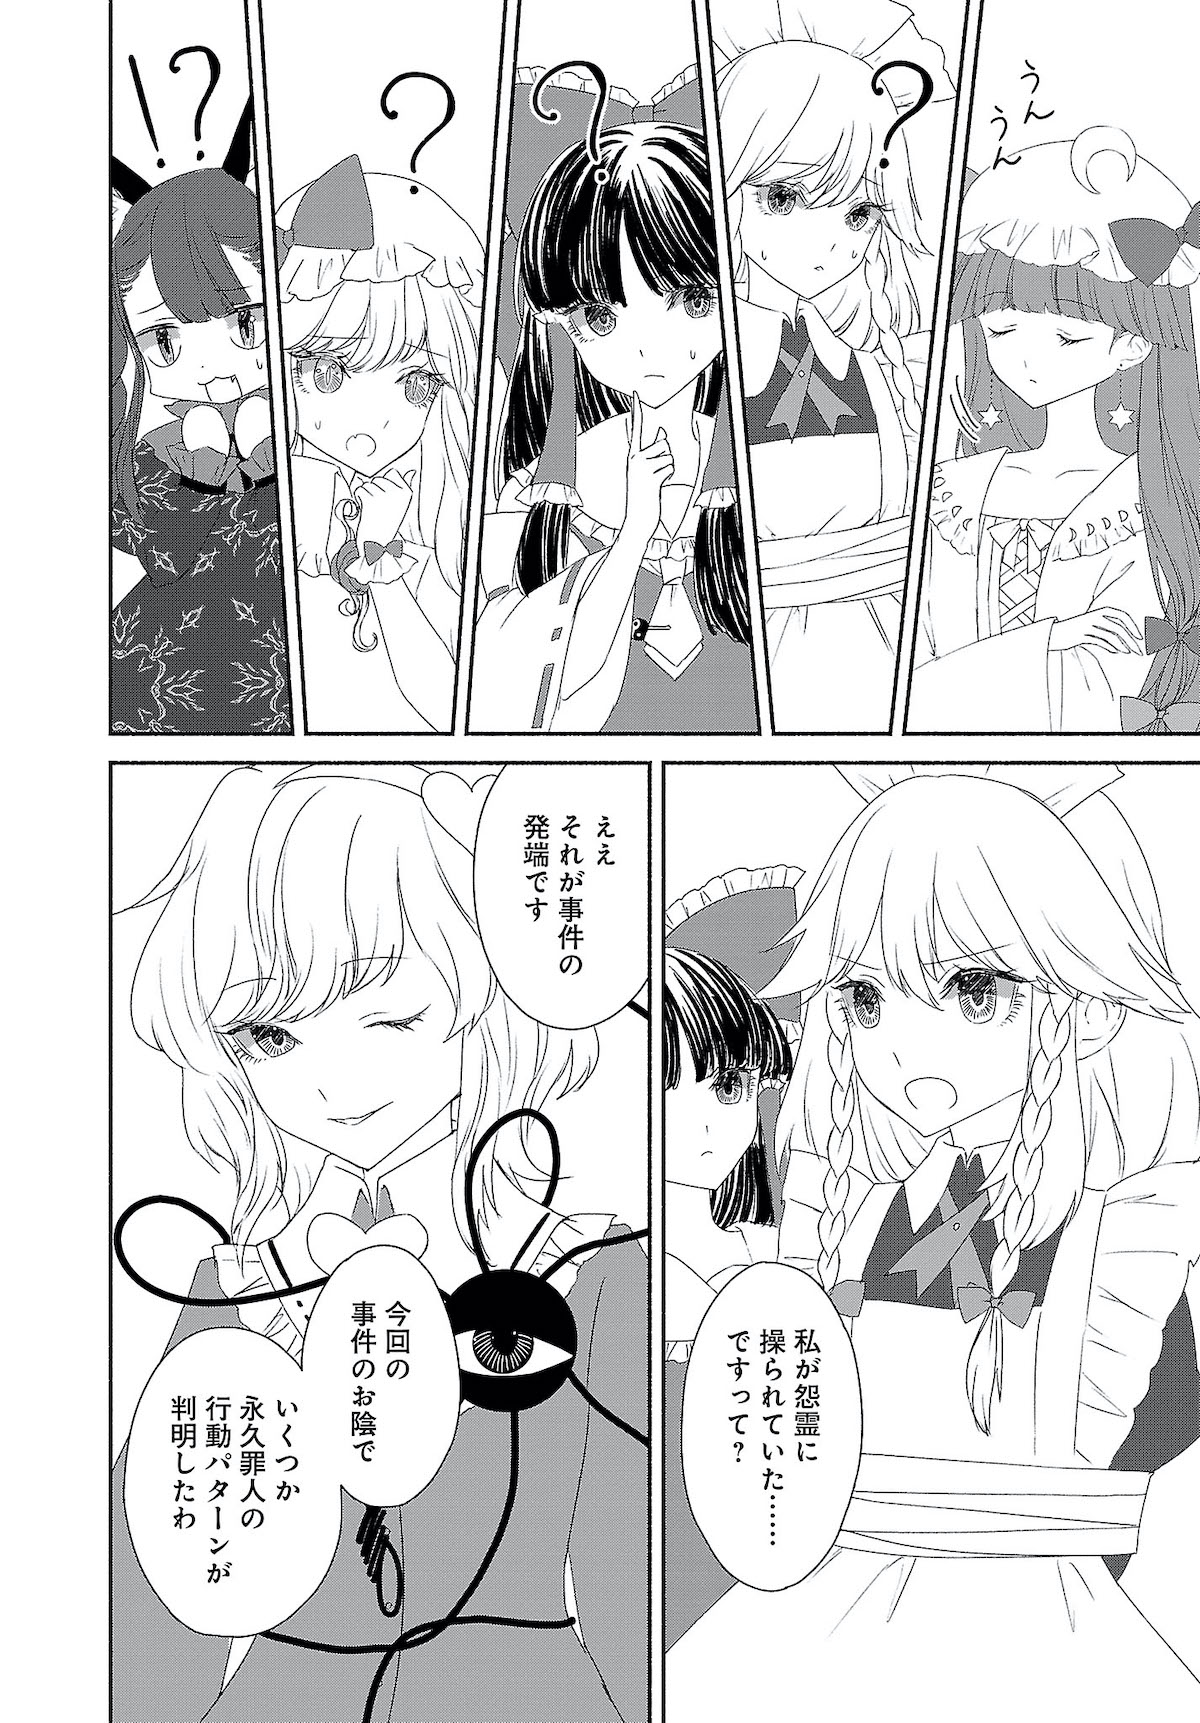 うん
うん
?
?
?
!?
私が怨霊に
操られていた……
ですって?
ええ
それが事件の
発端です
今回の
事件のお陰で
いくつか
永久罪人の
行動パターンが
判明したわ